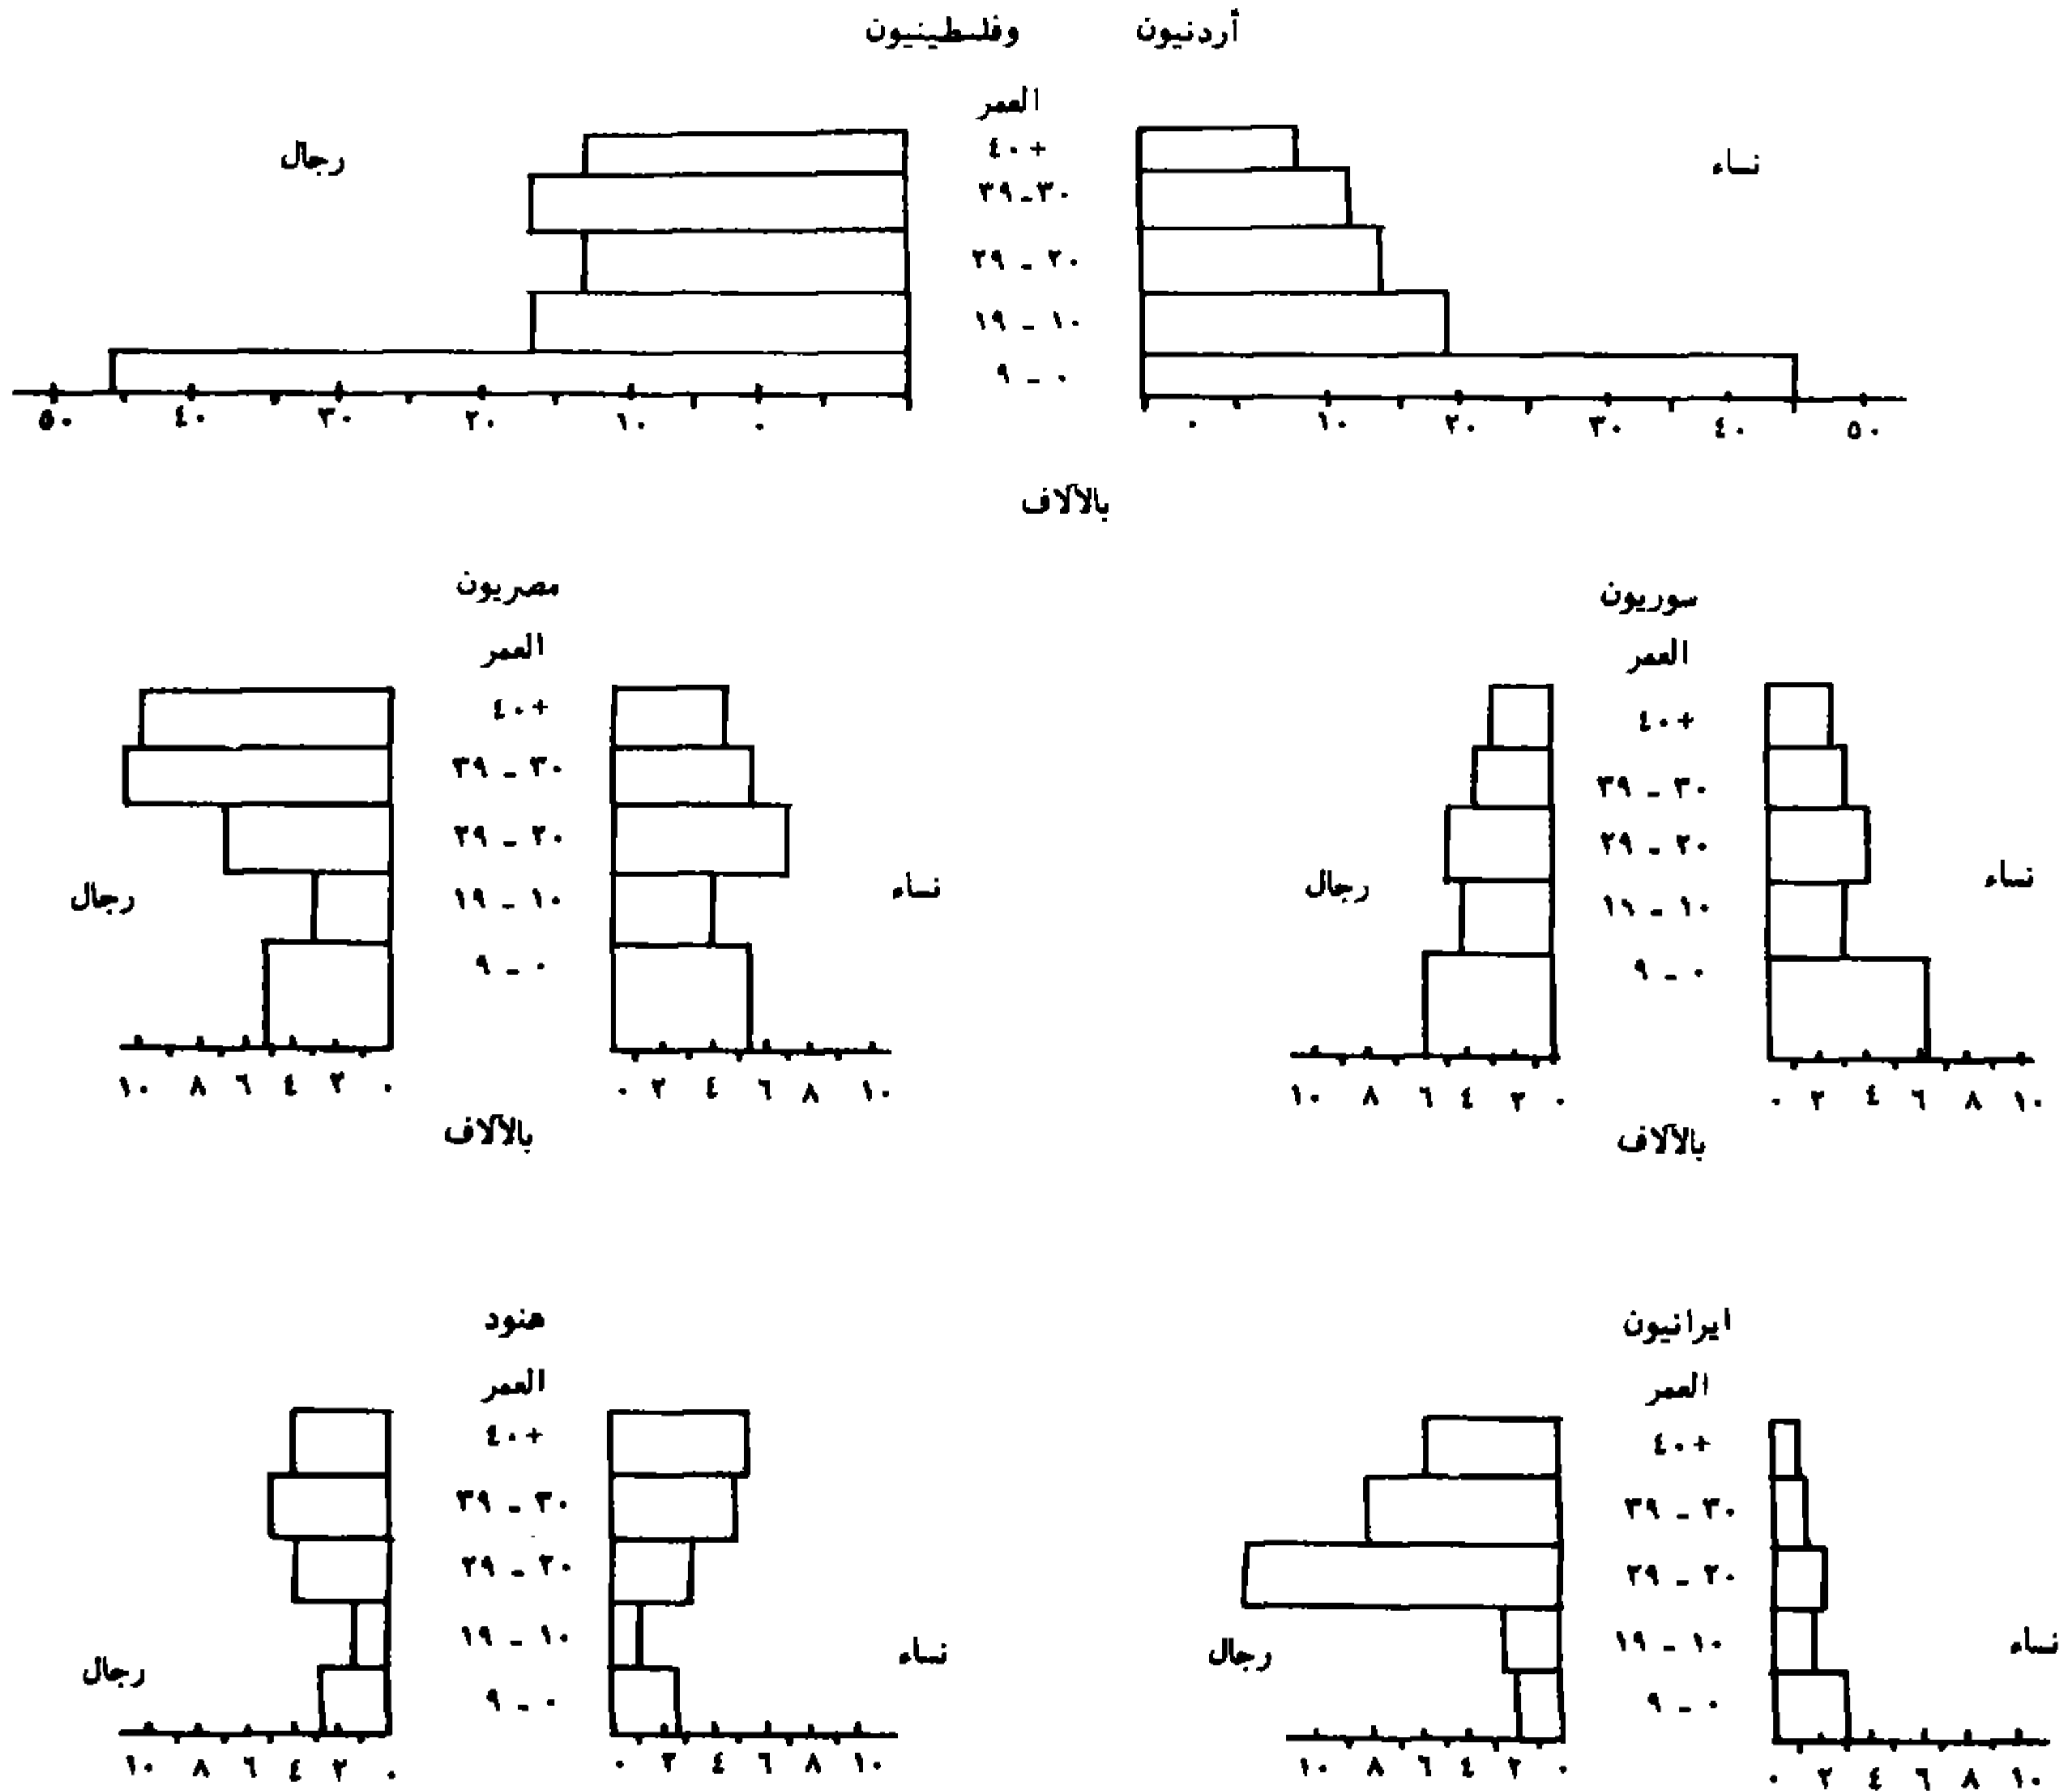 أردنيون وفلسطينيون
العمر
رجال
نساء
+٤٠
٣٩-٣٠
٢٩ - ٢٠
١٩ - ١٠
٩ - ٠
٥٠ ٤٠ ٣٠ ٢٠ ١٠ ٠
٠ ١٠ ٢٠ ٣٠ ٤٠ ٥٠
بالآلاف
سوريون
العمر
+٤٠
٣٩ - ٣٠
٢٩ - ٢٠
١٩ - ١٠
٩ - ٠
نساء
رجال
١٠ ٨ ٦ ٤ ٢ ٠
٠ ٢ ٤ ٦ ٨ ١٠
بالآلاف
مصريون
العمر
+٤٠
٣٩ - ٣٠
٢٩ - ٢٠
١٩ - ١٠
٩ - ٠
نساء
رجال
١٠ ٨ ٦ ٤ ٢ ٠
٠ ٢ ٤ ٦ ٨ ١٠
بالآلاف
ايرانيون
العمر
+٤٠
٣٩ - ٣٠
٢٩ - ٢٠
١٩ - ١٠
٩ - ٠
نساء
رجال
١٠ ٨ ٦ ٤ ٢ ٠
٠ ٢ ٤ ٦ ٨ ١٠
هنود
العمر
+٤٠
٣٩ - ٣٠
٢٩ - ٢٠
١٩ - ١٠
٩ - ٠
نساء
رجال
١٠ ٨ ٦ ٤ ٢ ٠
٠ ٢ ٤ ٦ ٨ ١٠